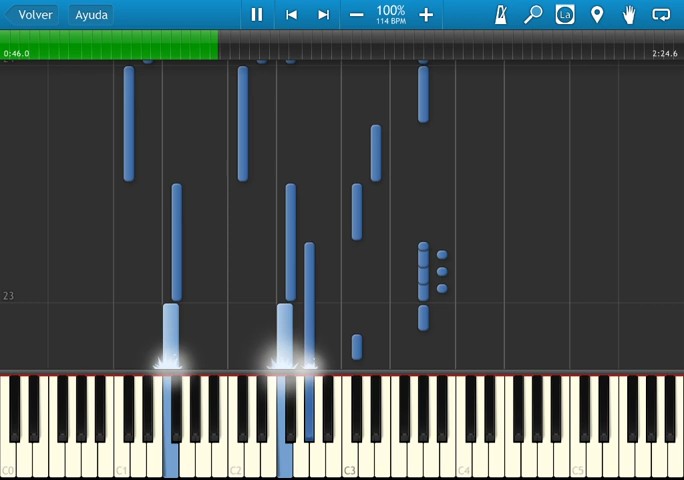 Volver
Ayuda
100%
114 BPM
La
0:46.0
2:24.6
23
C0
C1
C2
C3
C4
C5